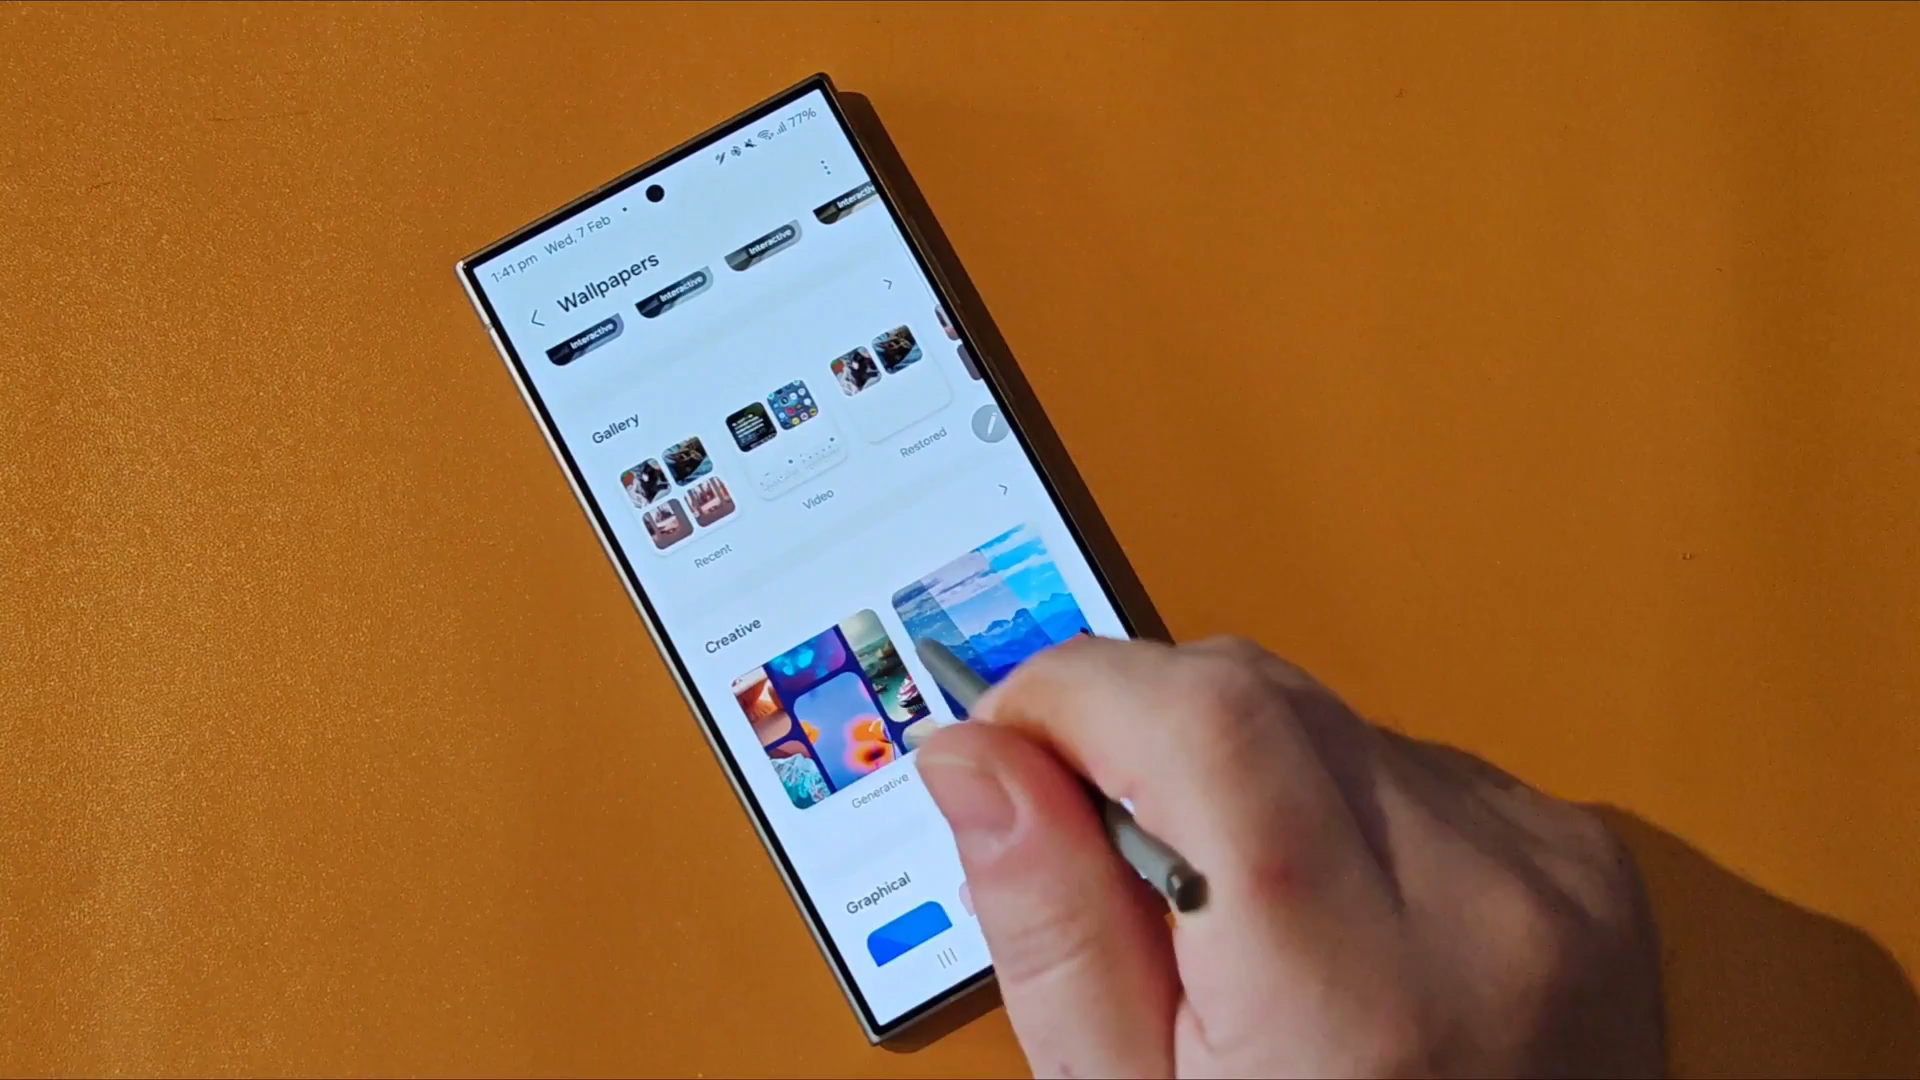 1:41 pm Wed, 7 Feb 77%
Wallpapers
Interactive
Interactive
Interactive
Interactive
Gallery
Recent
Video
Restored
Creative
Generative
Graphical